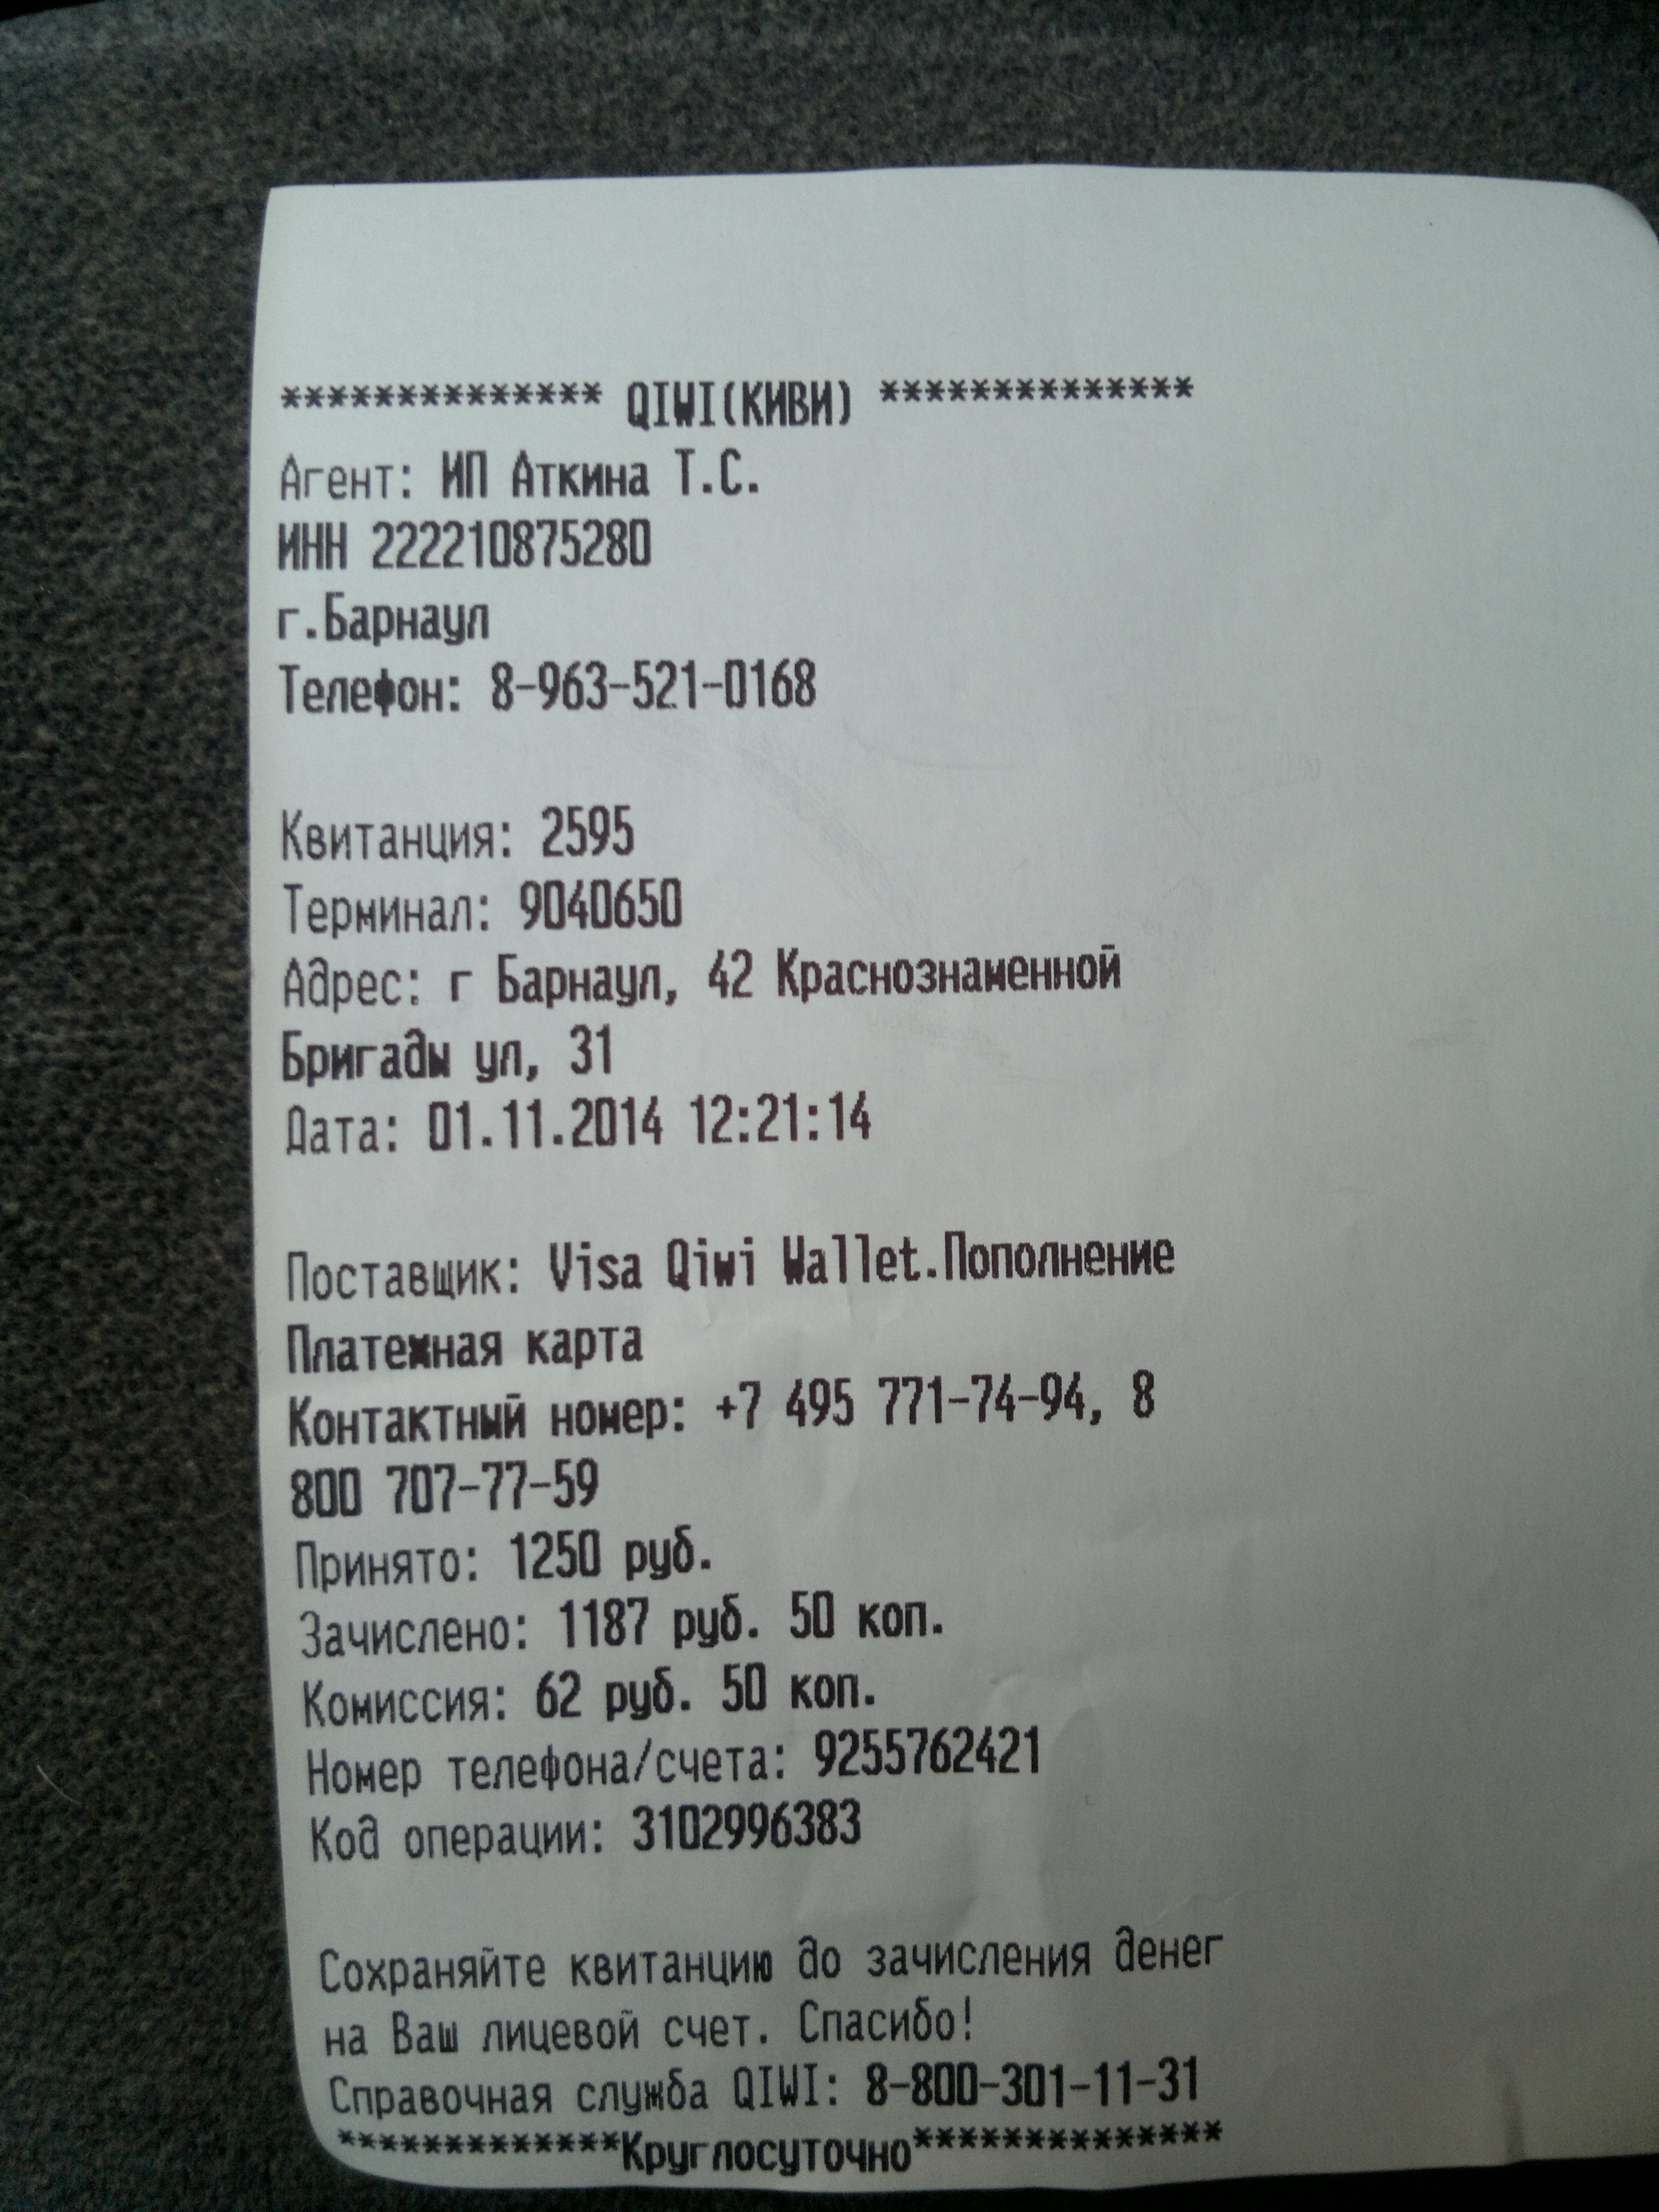 ************** QIWI(КИВИ) **************
Агент: ИП Аткина Т.С.
ИНН 222210875280
г.Барнаул
Телефон: 8-963-521-0168
Квитанция: 2595
Терминал: 9040650
Адрес: г Барнаул, 42 Краснознаменной
Бригады ул, 31
Дата: 01.11.2014 12:21:14
Поставщик: Visa Qiwi Wallet.Пополнение
Платежная карта
Контактный номер: +7 495 771-74-94, 8
800 707-77-59
Принято: 1250 руб.
Зачислено: 1187 руб. 50 коп.
Комиссия: 62 руб. 50 коп.
Номер телефона/счета: 9255762421
Код операции: 3102996383
Сохраняйте квитанцию до зачисления денег
на Ваш лицевой счет. Спасибо!
Справочная служба QIWI: 8-800-301-11-31
*************Круглосуточно**************